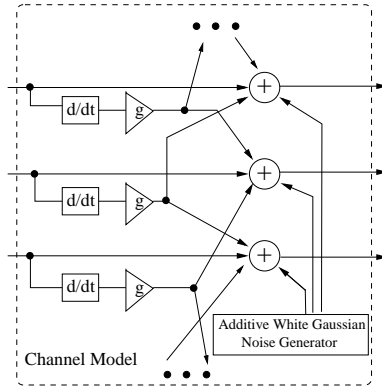 +
d/dt
g
+
d/dt
g
+
d/dt
g
Additive White Gaussian
Noise Generator
Channel Model